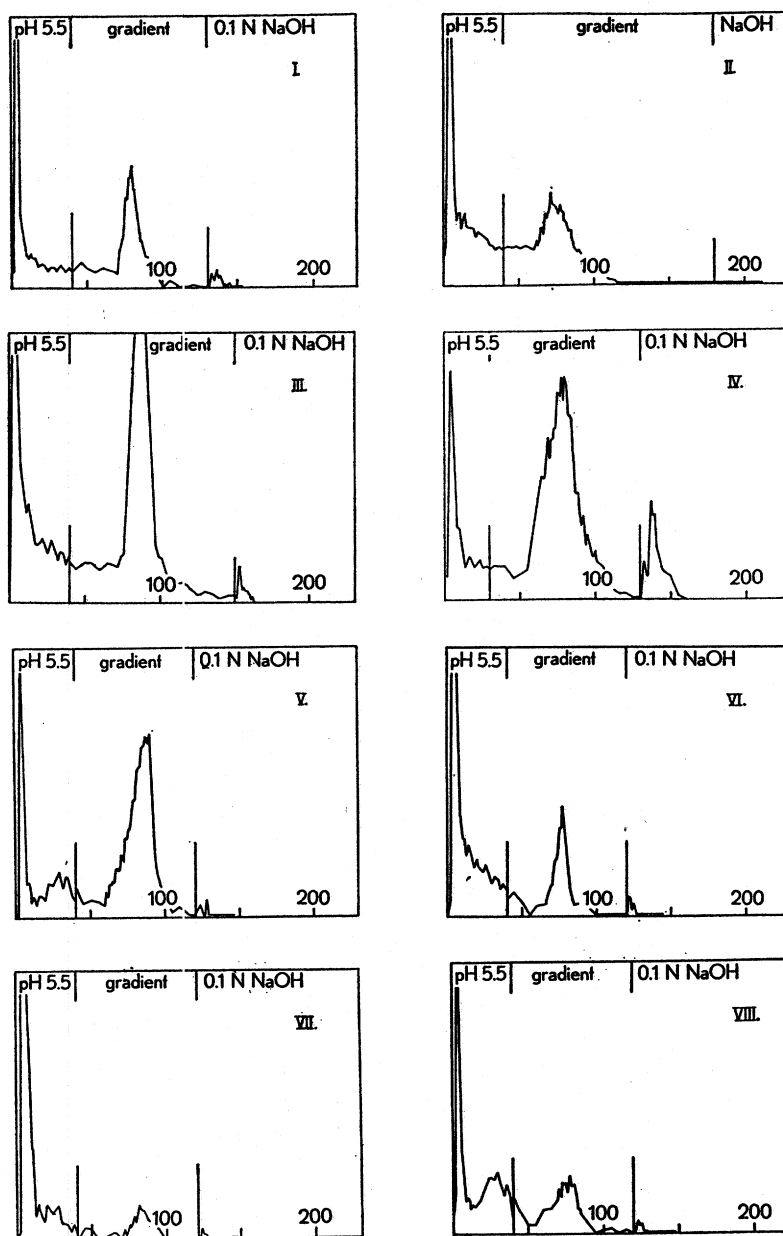 pH 5.5 gradient 0.1 N NaOH
I.
100 200
pH 5.5 gradient NaOH
II.
100 200
pH 5.5 gradient 0.1 N NaOH
III.
100 200
pH 5.5 gradient 0.1 N NaOH
IV.
100 200
pH 5.5 gradient 0.1 N NaOH
V.
100 200
pH 5.5 gradient 0.1 N NaOH
VI.
100 200
pH 5.5 gradient 0.1 N NaOH
VII.
100 200
pH 5.5 gradient 0.1 N NaOH
VIII.
100 200